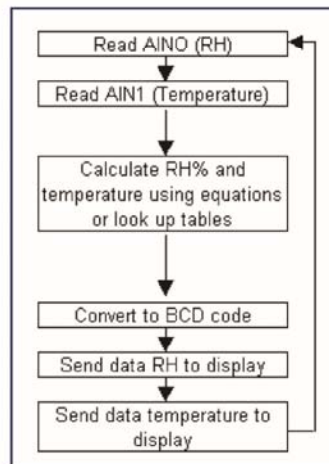 Read AINO (RH)
Read AIN1 (Temperature)
Calculate RH% and
temperature using equations
or look up tables
Convert to BCD code
Send data RH to display
Send data temperature to
display